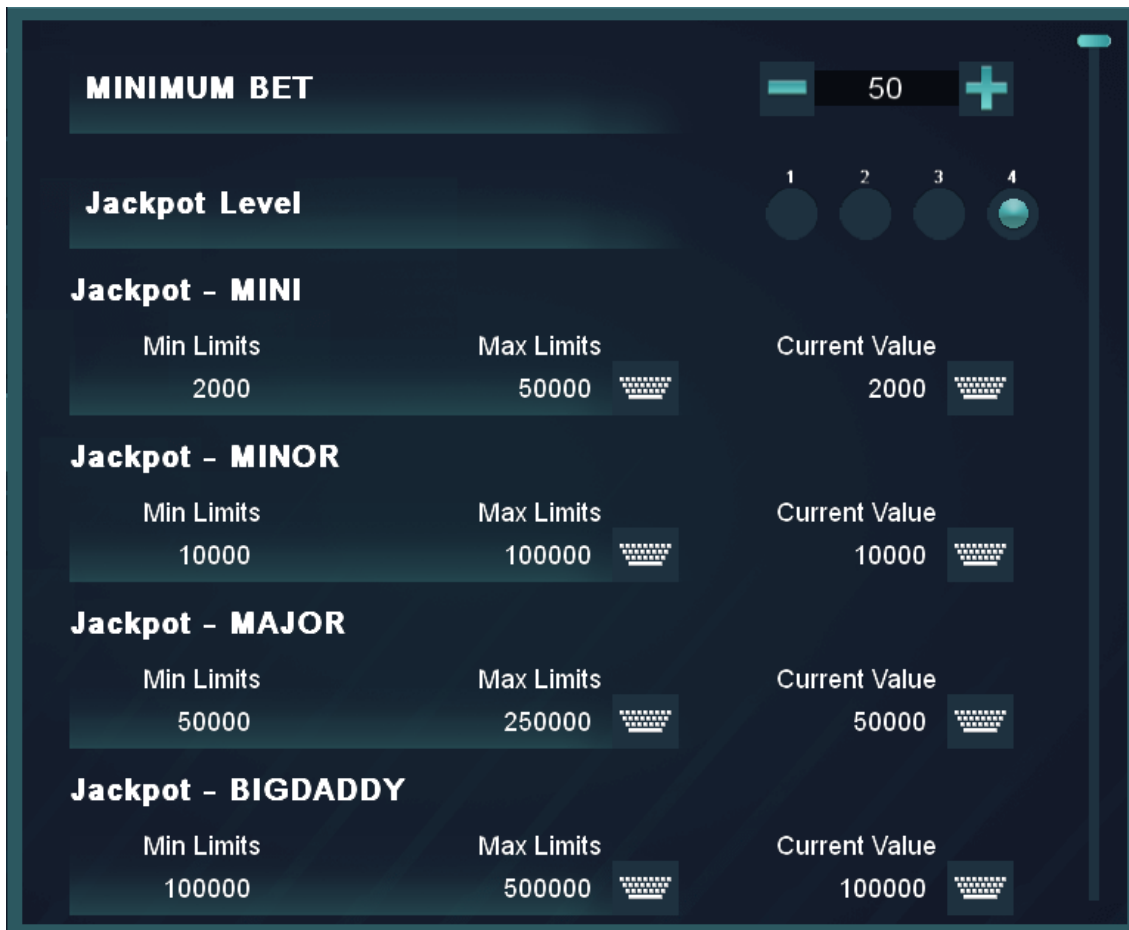 MINIMUM BET 50
1 2 3 4
Jackpot Level
Jackpot - MINI
Min Limits Max Limits Current Value
2000 50000 2000
Jackpot - MINOR
Min Limits Max Limits Current Value
10000 100000 10000
Jackpot - MAJOR
Min Limits Max Limits Current Value
50000 250000 50000
Jackpot - BIGDADDY
Min Limits Max Limits Current Value
100000 500000 100000